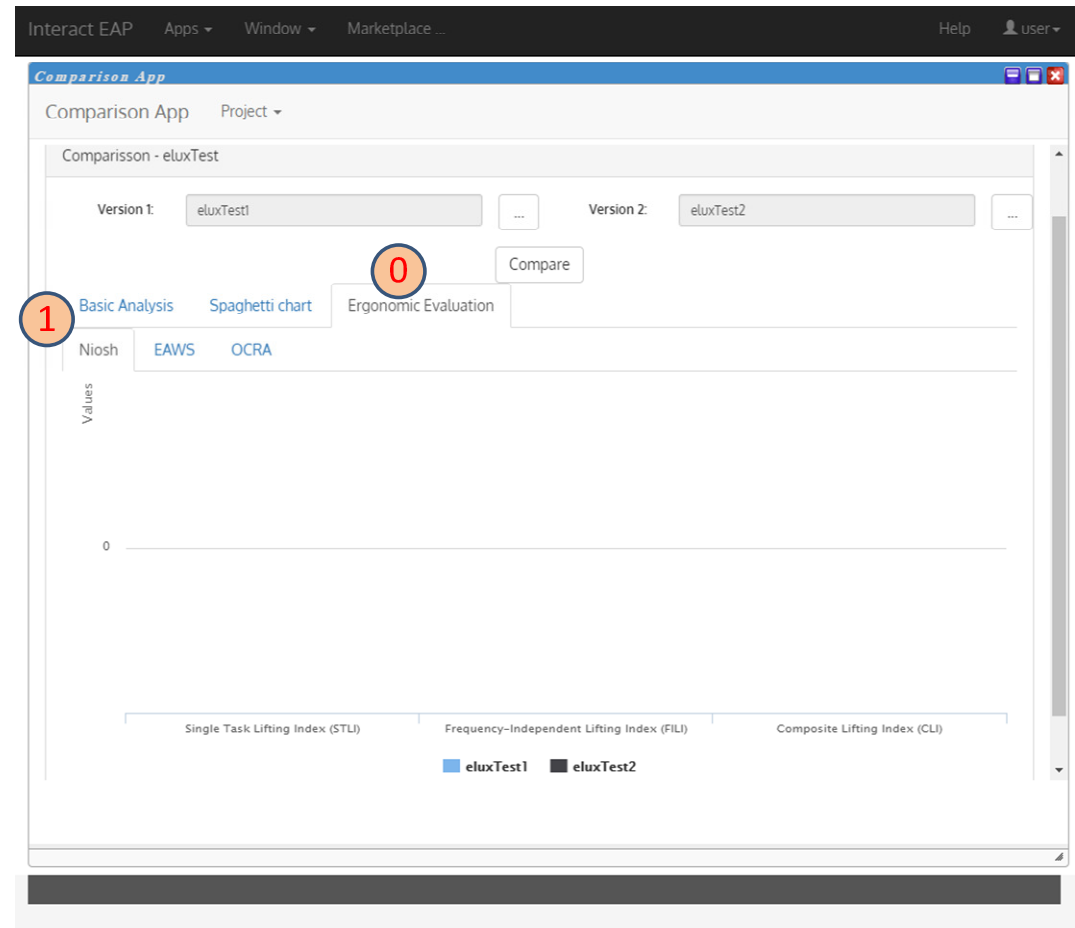 Interact EAP Apps Window Marketplace ... Help user
Comparison App
Comparison App Project
Comparisson - eluxTest
Version 1: eluxTest1 ... Version 2: eluxTest2 ...
Compare
0
Basic Analysis Spaghetti chart Ergonomic Evaluation
1
Niosh EAWS OCRA
Values
0
Single Task Lifting Index (STLI) Frequency-Independent Lifting Index (FILI) Composite Lifting Index (CLI)
eluxTest1 eluxTest2